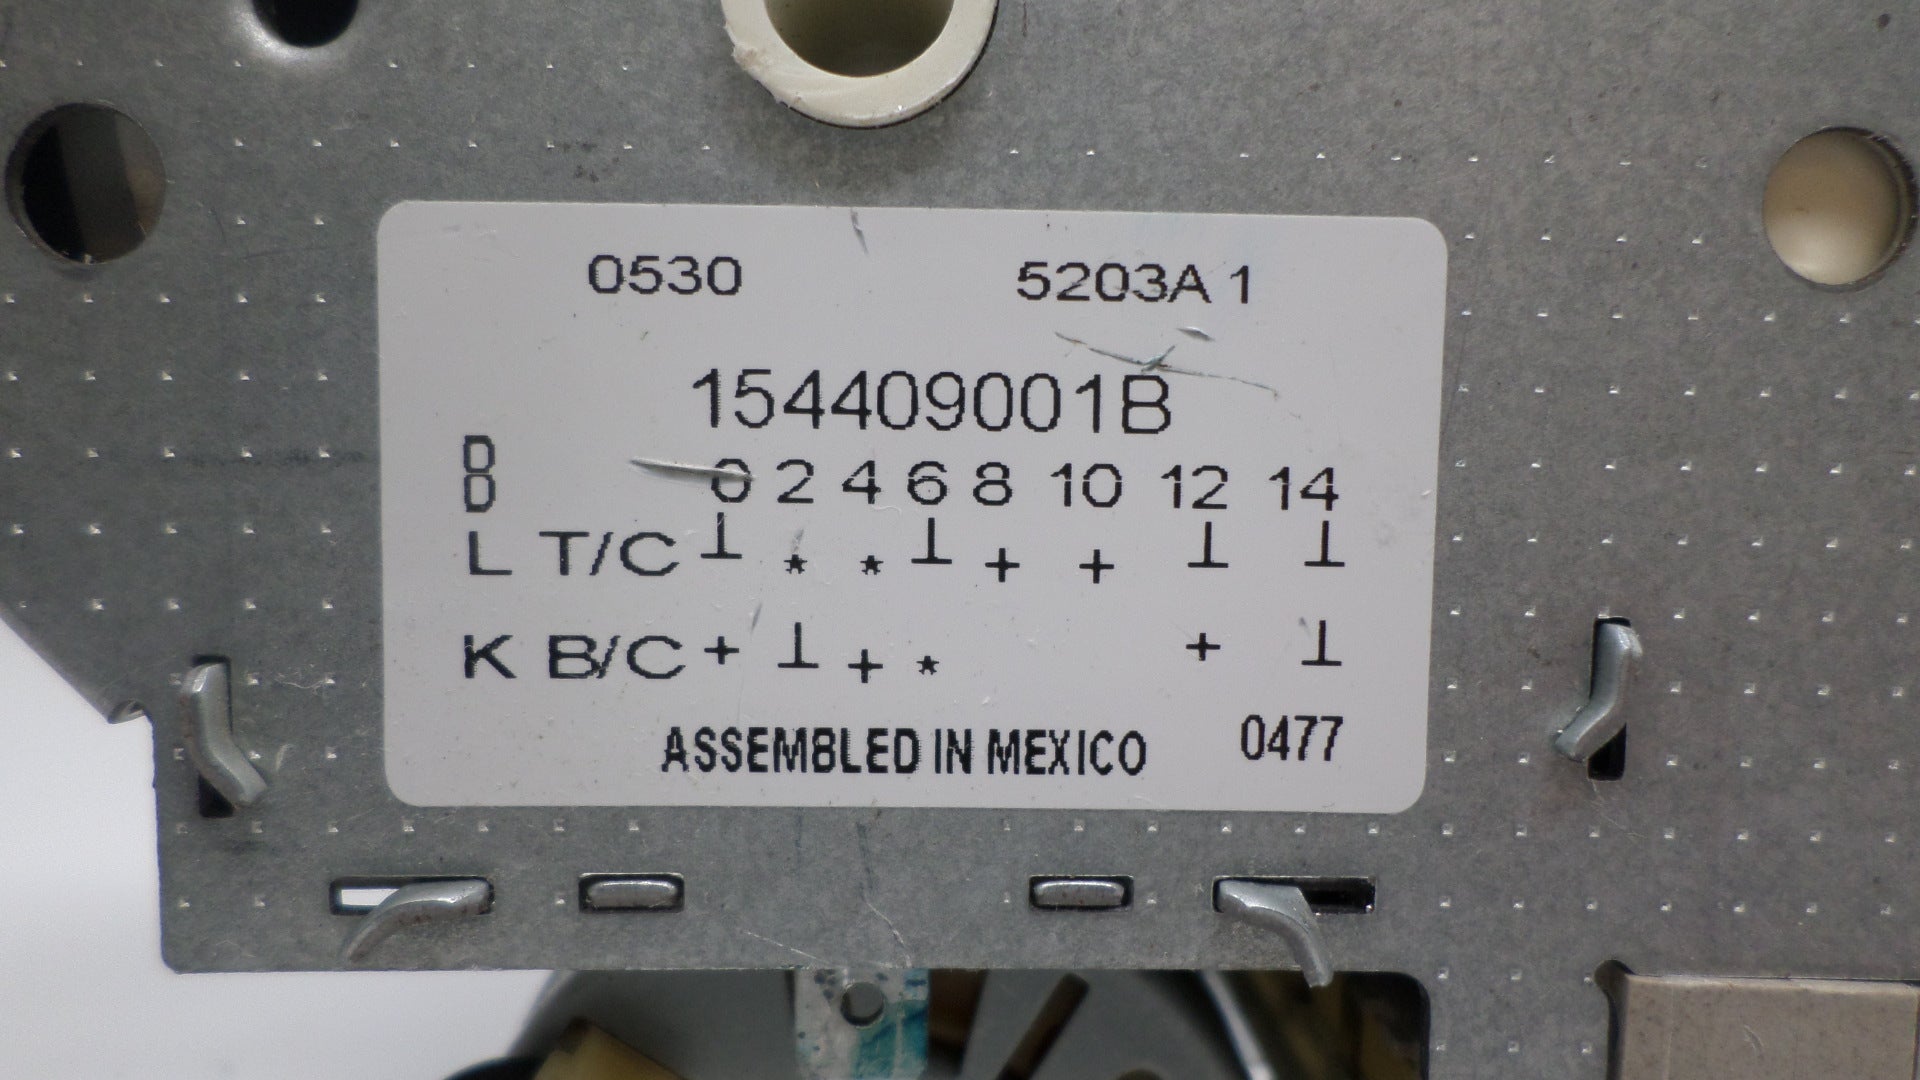 0530 5203A 1
154409001B
D
D 0 2 4 6 8 10 12 14
L T/C ⊥ * * ⊥ + + ⊥ ⊥
K B/C + ⊥ + * + ⊥
ASSEMBLED IN MEXICO 0477